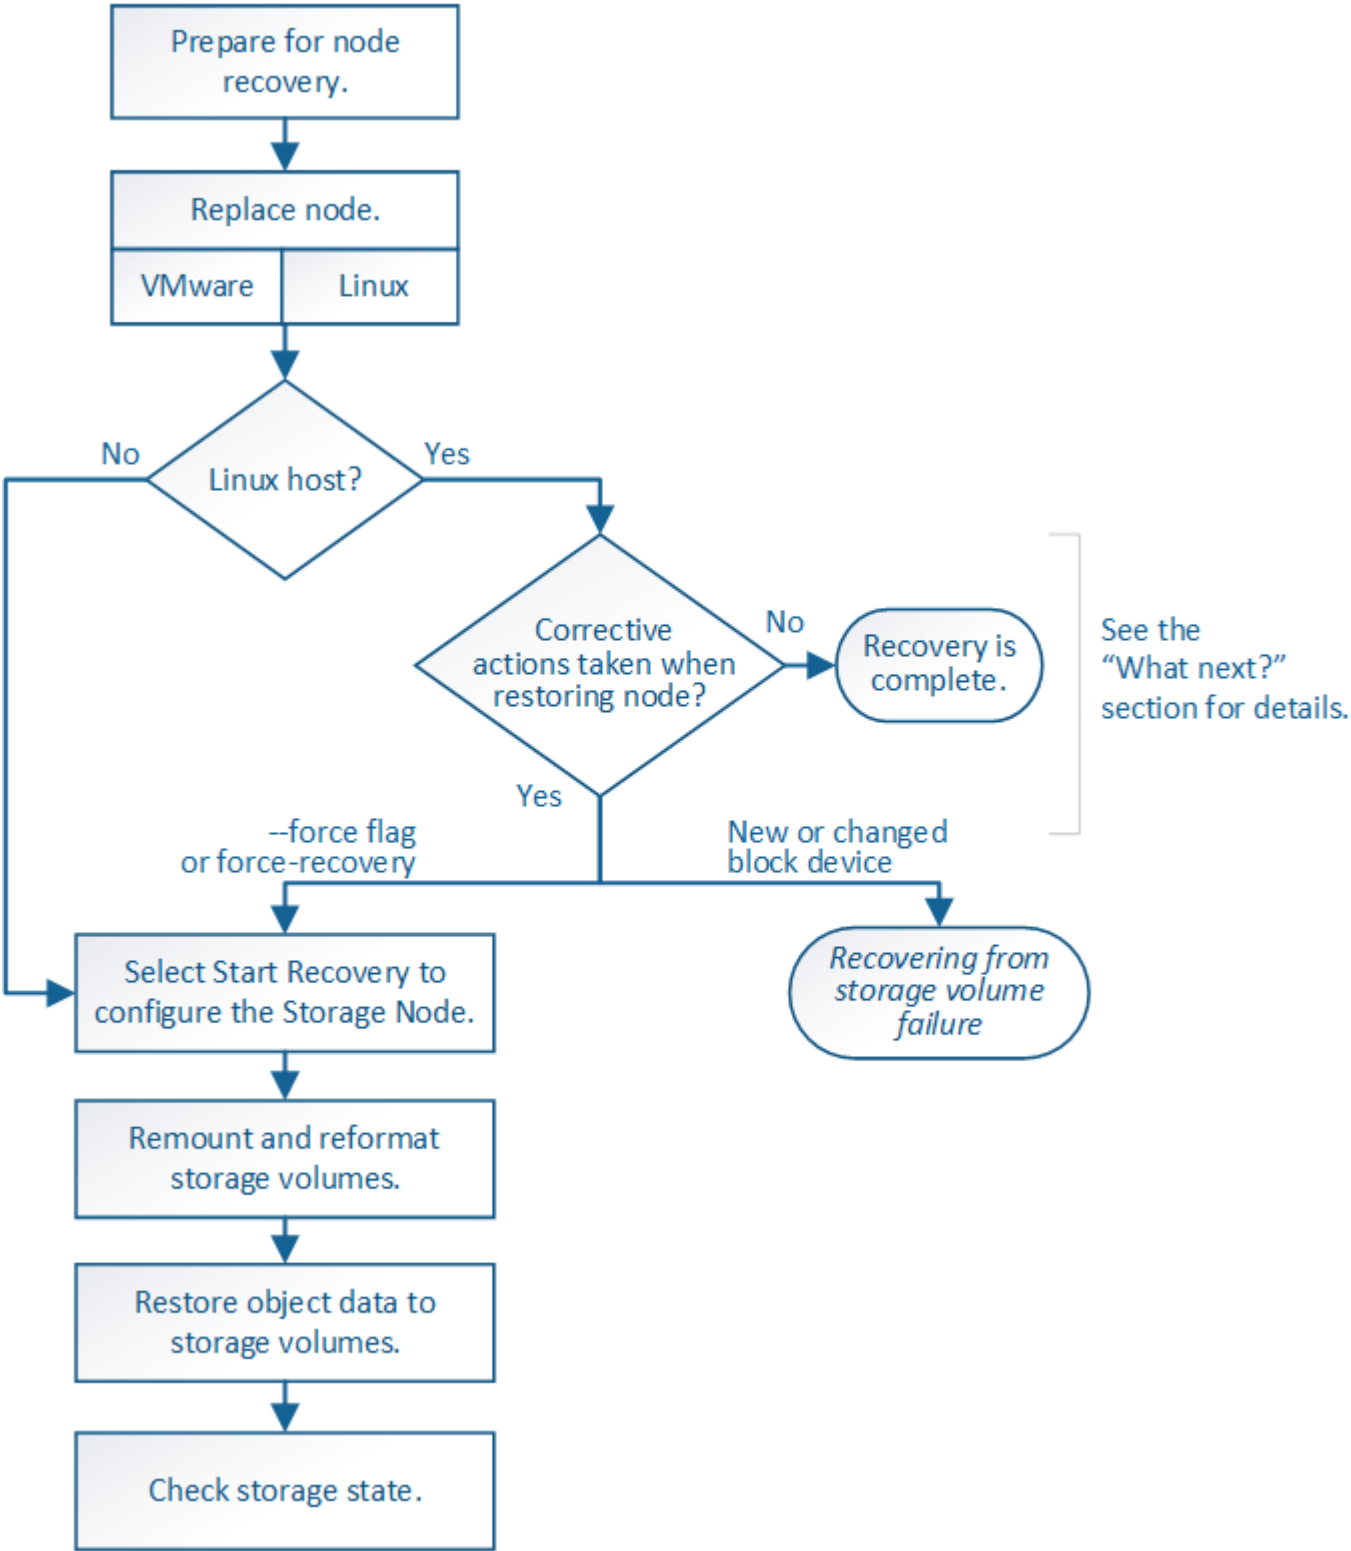 Prepare for node
recovery.
Replace node.
VMware
Linux
Linux host?
No
Yes
Corrective
actions taken when
restoring node?
No
Recovery is
complete.
See the
“What next?”
section for details.
Yes
--force flag
or force-recovery
New or changed
block device
Select Start Recovery to
configure the Storage Node.
Recovering from
storage volume
failure
Remount and reformat
storage volumes.
Restore object data to
storage volumes.
Check storage state.